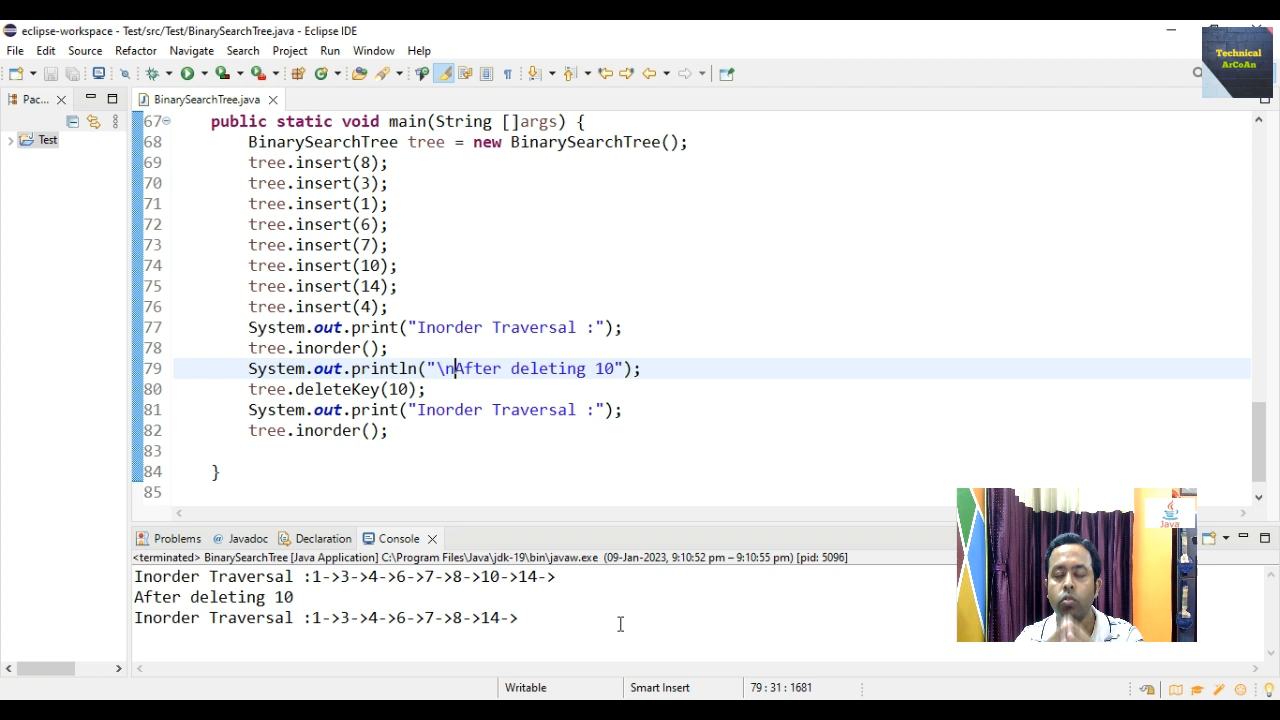 eclipse-workspace - Test/src/Test/BinarySearchTree.java - Eclipse IDE
File Edit Source Refactor Navigate Search Project Run Window Help
Technical
ArCoAn
Pac...
BinarySearchTree.java
Test
67 public static void main(String []args) {
68 BinarySearchTree tree = new BinarySearchTree();
69 tree.insert(8);
70 tree.insert(3);
71 tree.insert(1);
72 tree.insert(6);
73 tree.insert(7);
74 tree.insert(10);
75 tree.insert(14);
76 tree.insert(4);
77 System.out.print("Inorder Traversal :");
78 tree.inorder();
79 System.out.println("\nAfter deleting 10");
80 tree.deleteKey(10);
81 System.out.print("Inorder Traversal :");
82 tree.inorder();
83
84 }
85
Java
Problems Javadoc Declaration Console
<terminated> BinarySearchTree [Java Application] C:\Program Files\Java\jdk-19\bin\javaw.exe (09-Jan-2023, 9:10:52 pm – 9:10:55 pm) [pid: 5096]
Inorder Traversal :1->3->4->6->7->8->10->14->
After deleting 10
Inorder Traversal :1->3->4->6->7->8->14->
Writable Smart Insert 79 : 31 : 1681